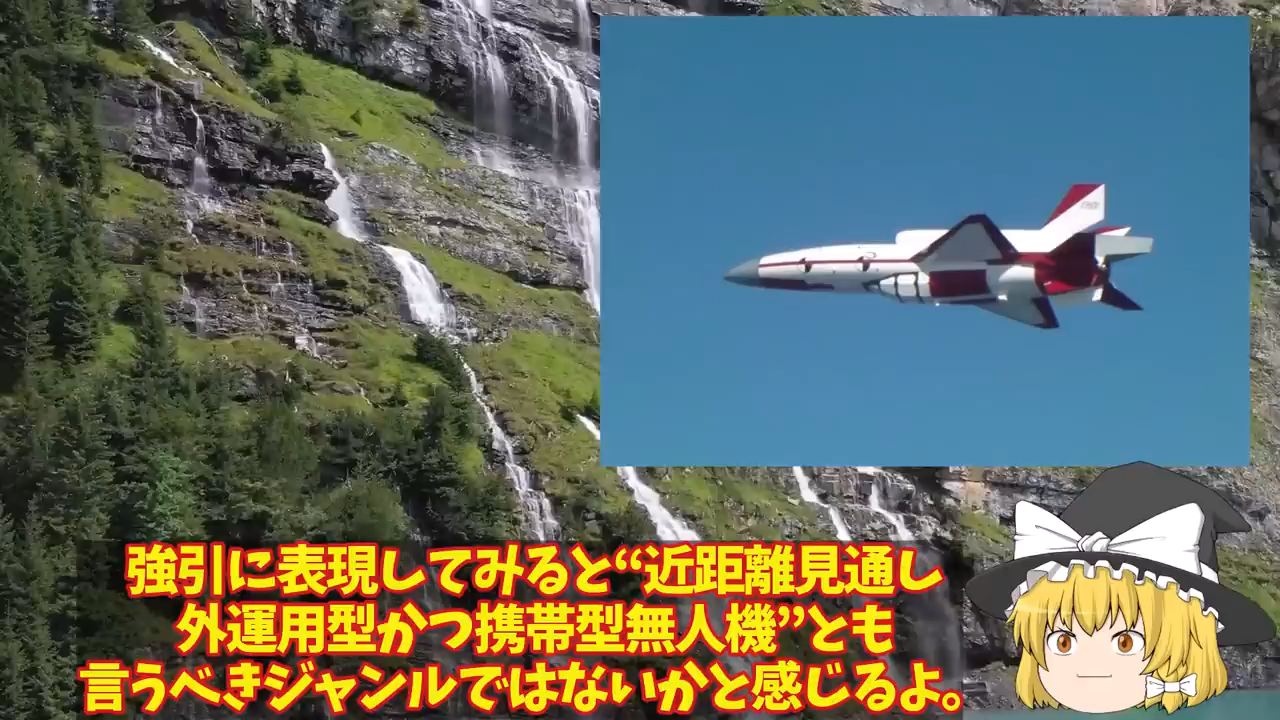 強引に表現してみると“近距離見通し
外運用型かつ携帯型無人機”とも
言うべきジャンルではないかと感じるよ。